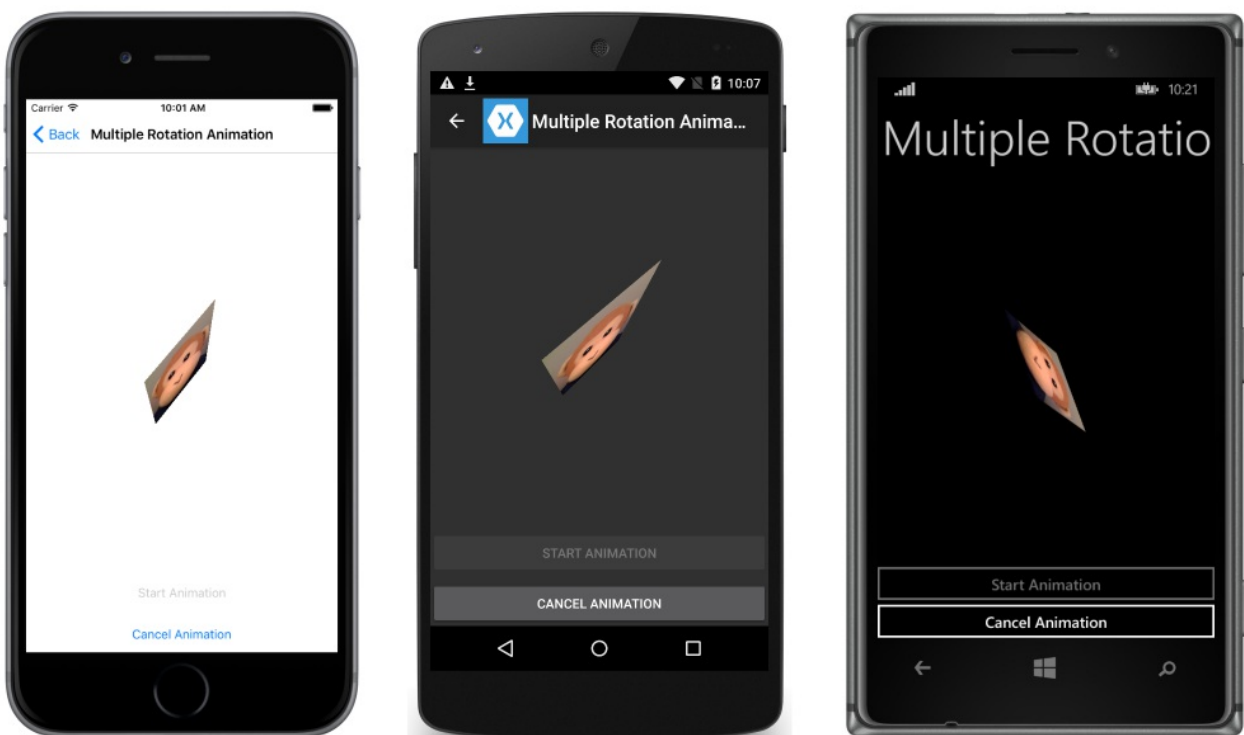 Carrier
10:01 AM
Back
Multiple Rotation Animation
Start Animation
Cancel Animation
10:07
Multiple Rotation Anima...
START ANIMATION
CANCEL ANIMATION
10:21
Multiple Rotatio
Start Animation
Cancel Animation